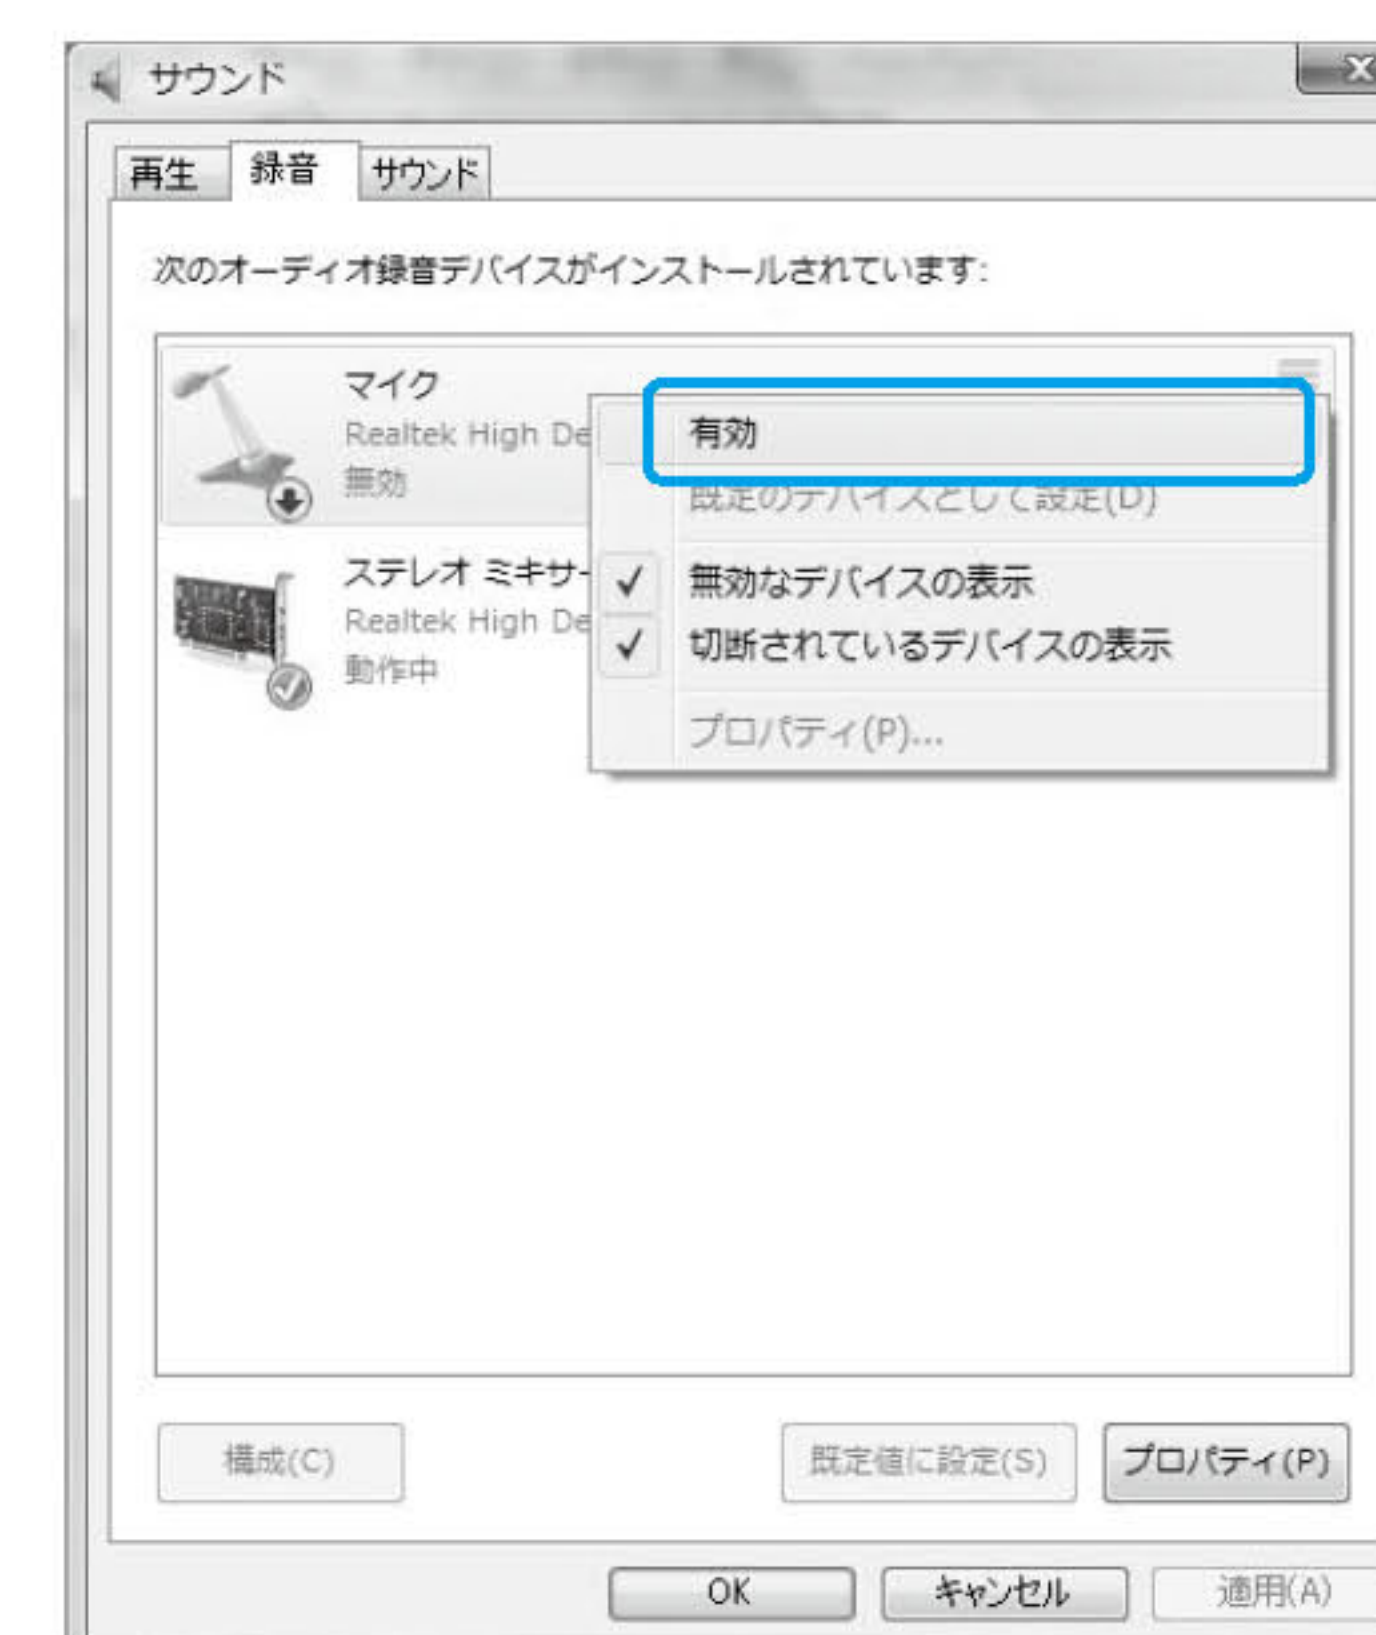 サウンド
再生 録音 サウンド
次のオーディオ録音デバイスがインストールされています:
マイク
Realtek High De
無効
有効
既定のデバイスとして設定(D)
ステレオ ミキサー
Realtek High De
動作中
無効なデバイスの表示
切断されているデバイスの表示
プロパティ(P)...
構成(C) 既定値に設定(S) プロパティ(P)
OK キャンセル 適用(A)